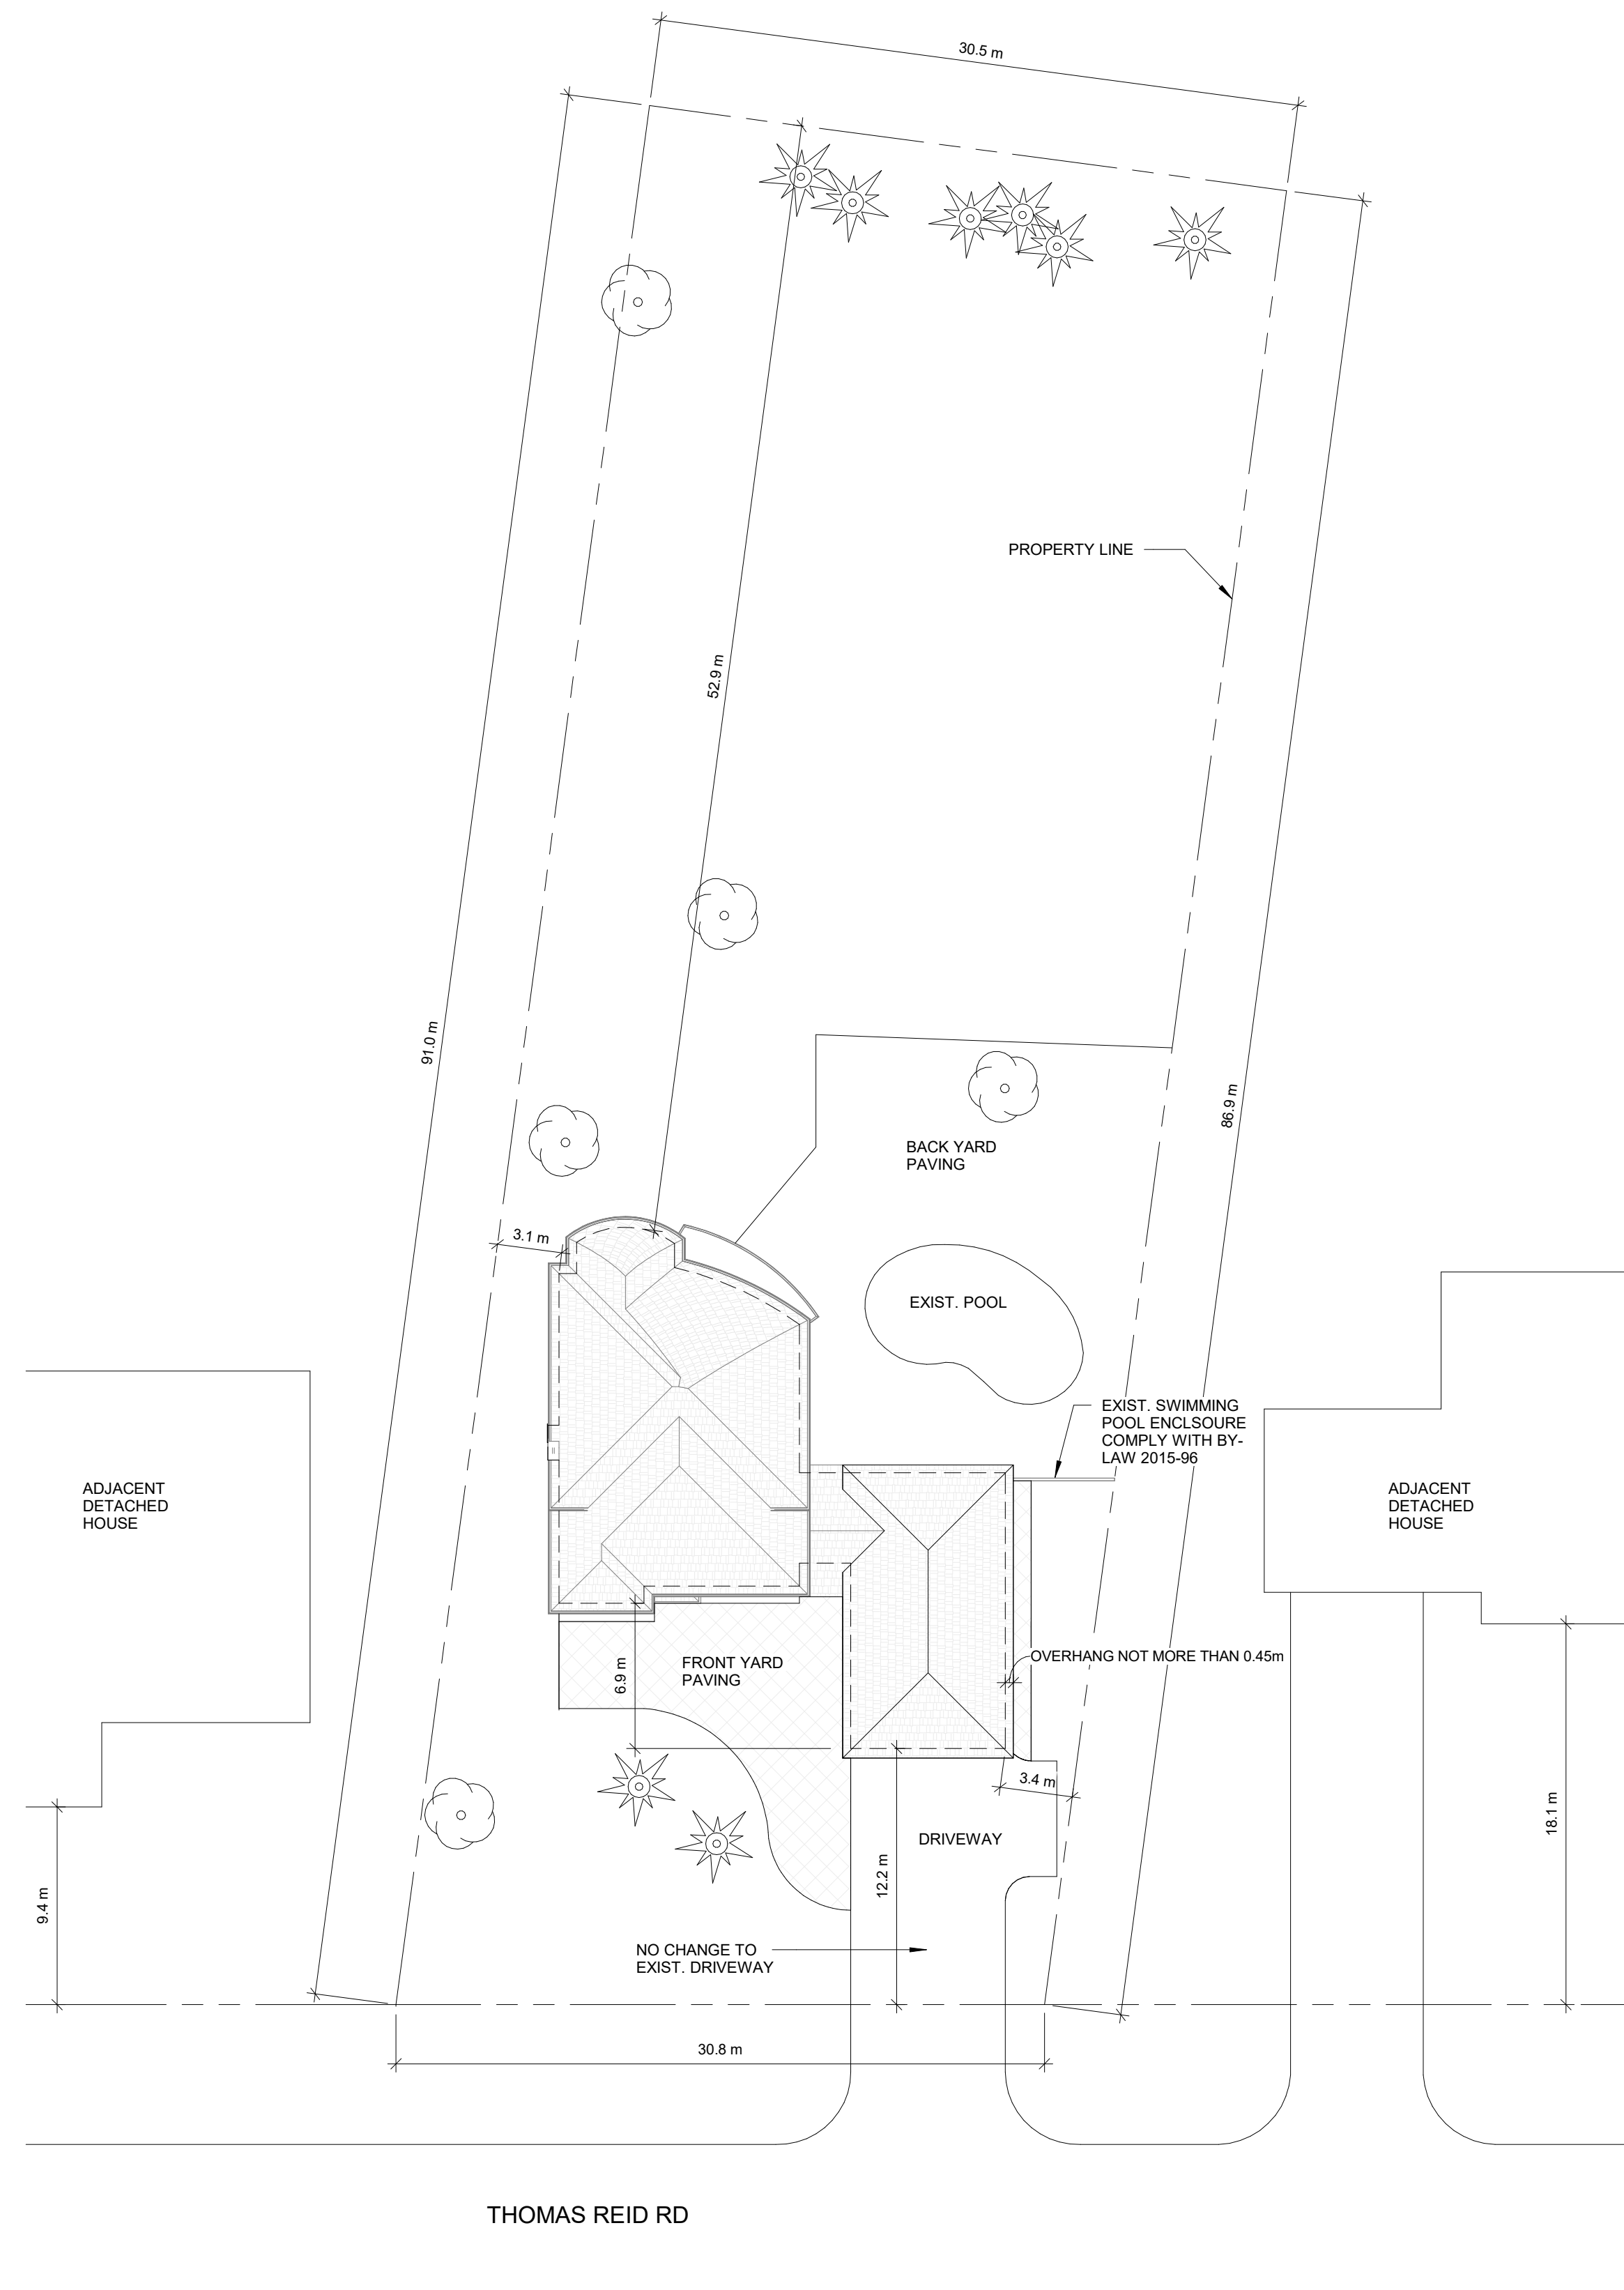 30.5 m
PROPERTY LINE
52.9 m
91.0 m
86.9 m
BACK YARD
PAVING
3.1 m
EXIST. POOL
EXIST. SWIMMING
POOL ENCLSOURE
COMPLY WITH BY-
LAW 2015-96
ADJACENT
DETACHED
HOUSE
ADJACENT
DETACHED
HOUSE
OVERHANG NOT MORE THAN 0.45m
FRONT YARD
PAVING
6.9 m
3.4 m
18.1 m
DRIVEWAY
12.2 m
9.4 m
NO CHANGE TO
EXIST. DRIVEWAY
30.8 m
THOMAS REID RD